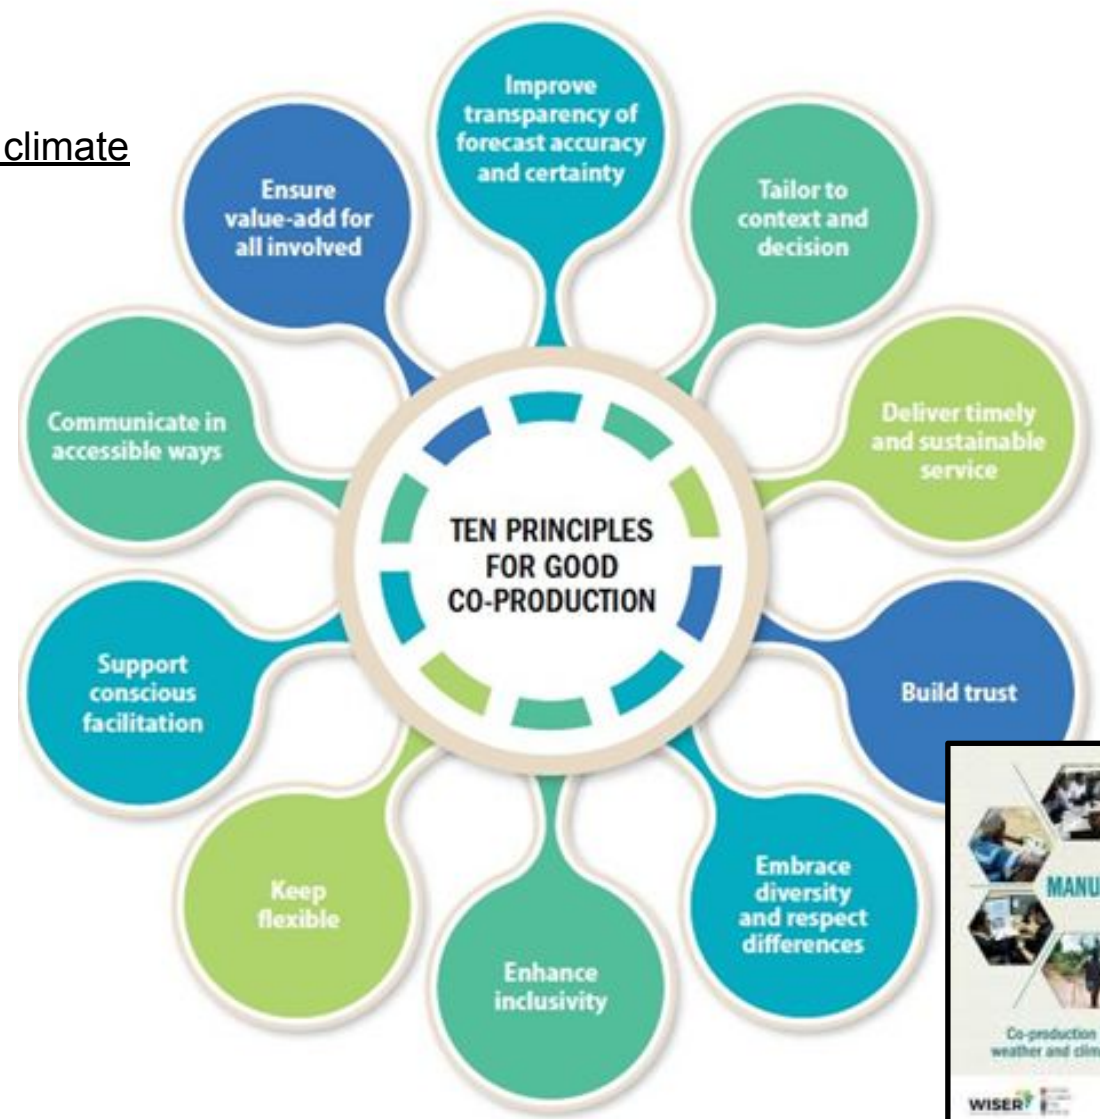 climate
Improve
transparency of
forecast accuracy
and certainty
Tailor to
context and
decision
Deliver timely
and sustainable
service
Build trust
Embrace
diversity
and respect
differences
Enhance
inclusivity
Keep
flexible
Support
conscious
facilitation
Communicate in
accessible ways
Ensure
value-add for
all involved
TEN PRINCIPLES
FOR GOOD
CO-PRODUCTION
MANU
Co-production
weather and clim
WISER